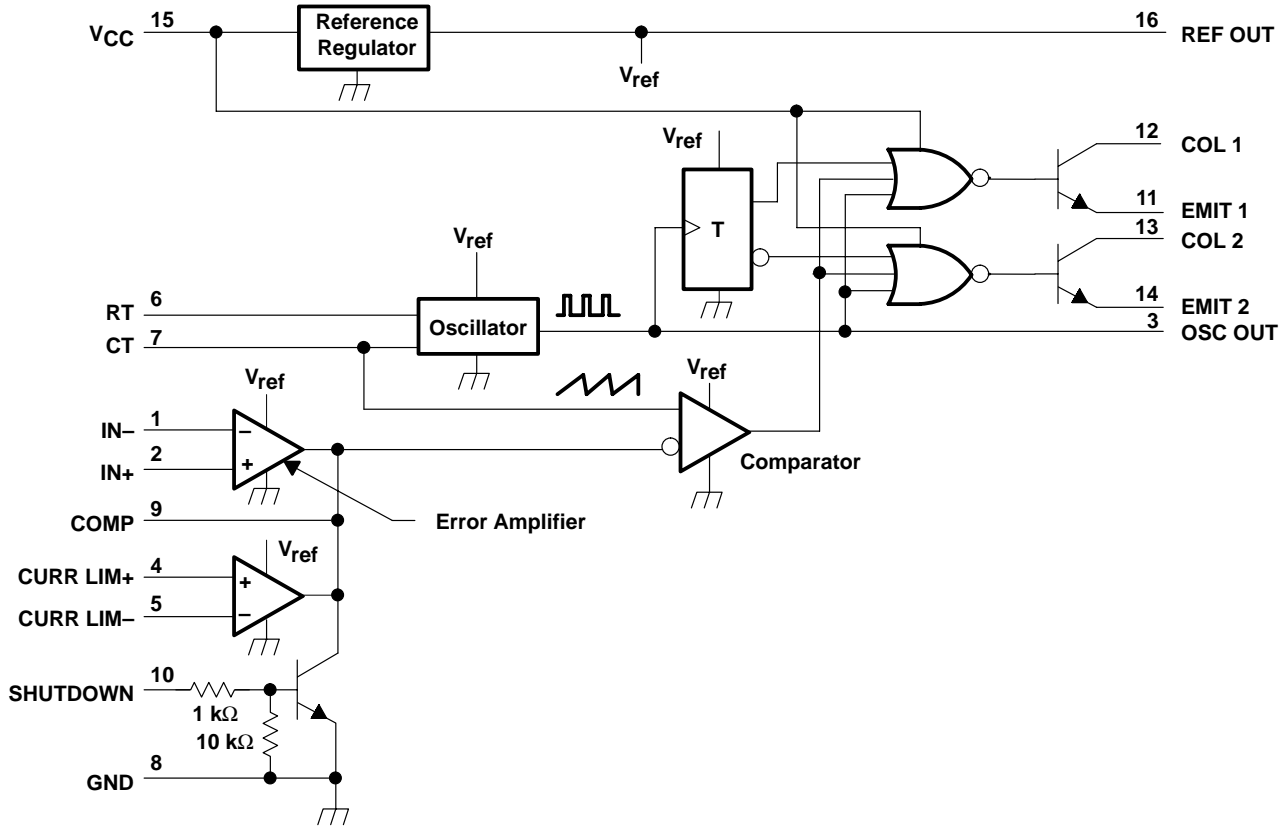 VCC 15
Reference
Regulator
Vref
16 REF OUT
Vref
T
12 COL 1
11 EMIT 1
13 COL 2
14 EMIT 2
3 OSC OUT
Vref
RT 6
CT 7
Oscillator
Vref
Vref
IN– 1
IN+ 2
–
+
Comparator
COMP 9
Error Amplifier
Vref
CURR LIM+ 4
CURR LIM– 5
+
–
SHUTDOWN 10
1 kΩ
10 kΩ
GND 8